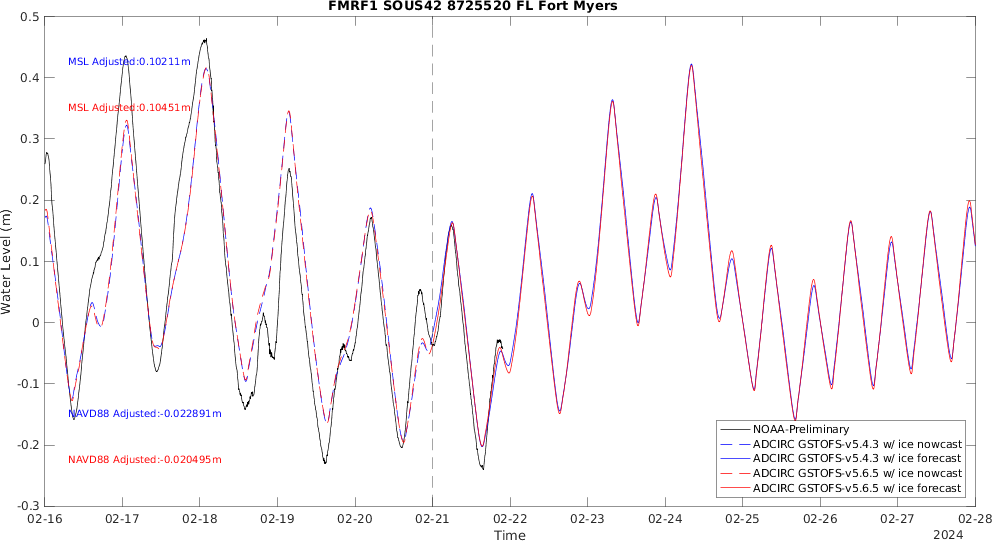 FMRF1 SOUS42 8725520 FL Fort Myers
0.5
0.4
0.3
0.2
0.1
0
-0.1
-0.2
-0.3
Water Level (m)
MSL Adjusted:0.10211m
MSL Adjusted:0.10451m
NAVD88 Adjusted:-0.022891m
NAVD88 Adjusted:-0.020495m
NOAA-Preliminary
ADCIRC GSTOFS-v5.4.3 w/ ice nowcast
ADCIRC GSTOFS-v5.4.3 w/ ice forecast
ADCIRC GSTOFS-v5.6.5 w/ ice nowcast
ADCIRC GSTOFS-v5.6.5 w/ ice forecast
02-16 02-17 02-18 02-19 02-20 02-21 02-22 02-23 02-24 02-25 02-26 02-27 02-28
Time
2024